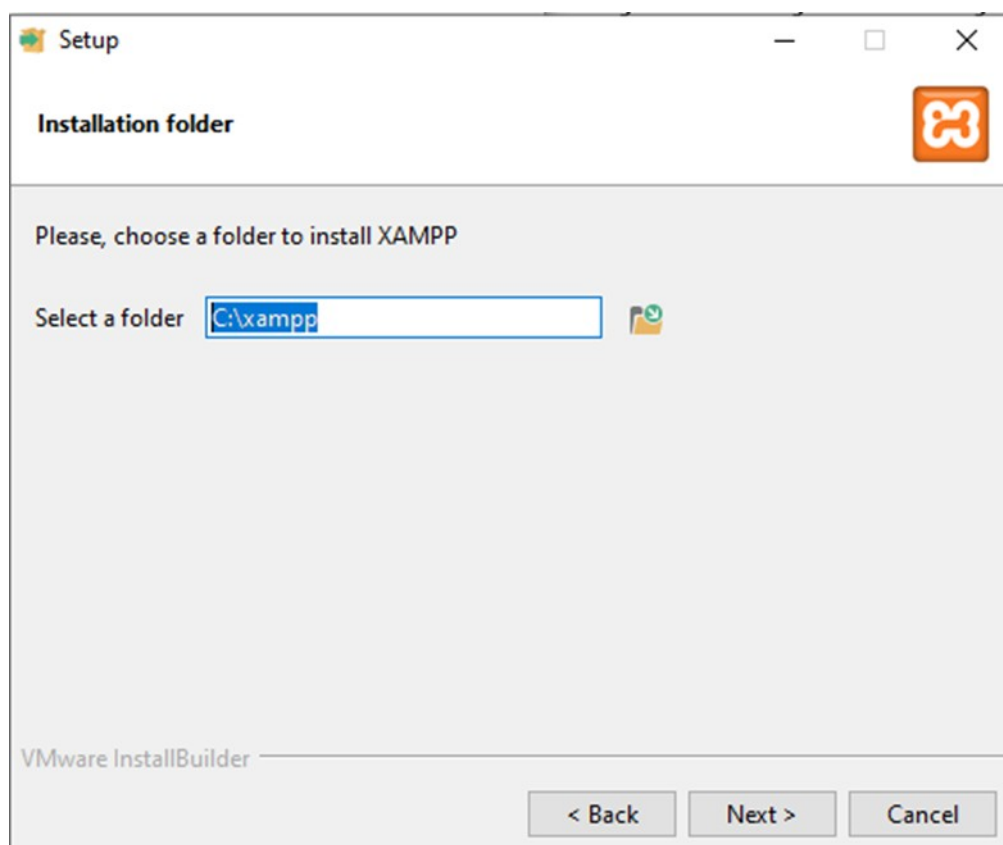 Setup
Installation folder
Please, choose a folder to install XAMPP
Select a folder C:\xampp
VMware InstallBuilder
< Back Next > Cancel